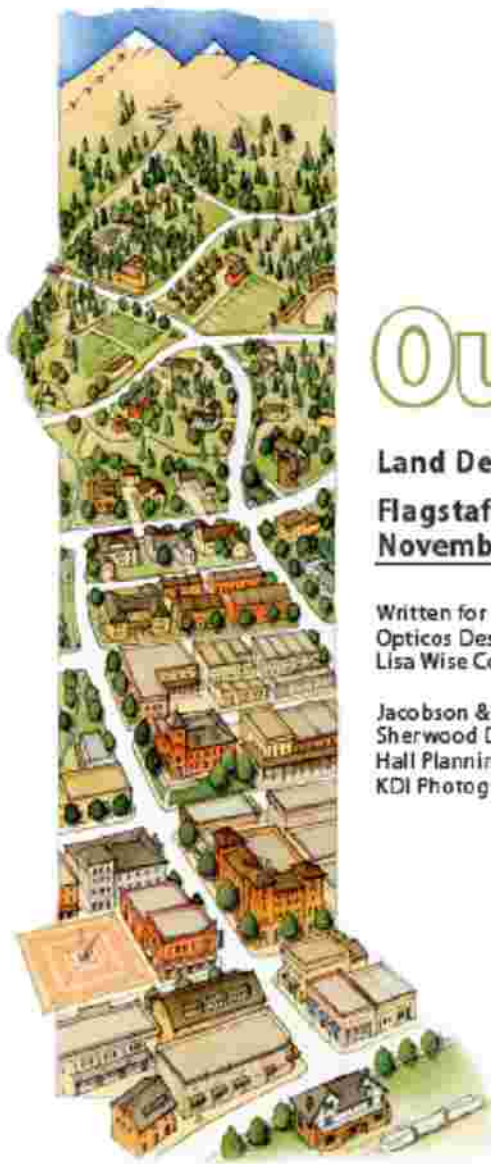 Ou
Land De
Flagstaf
Novemb
Written for
Opticos Des
Lisa Wise Co
Jacobson &
Sherwood D
Hall Plannin
KDI Photog